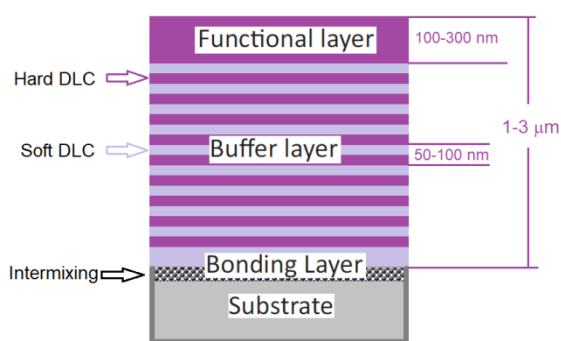 Functional layer
100-300 nm
Hard DLC
1-3 μm
Soft DLC
Buffer layer
50-100 nm
Bonding Layer
Intermixing
Substrate